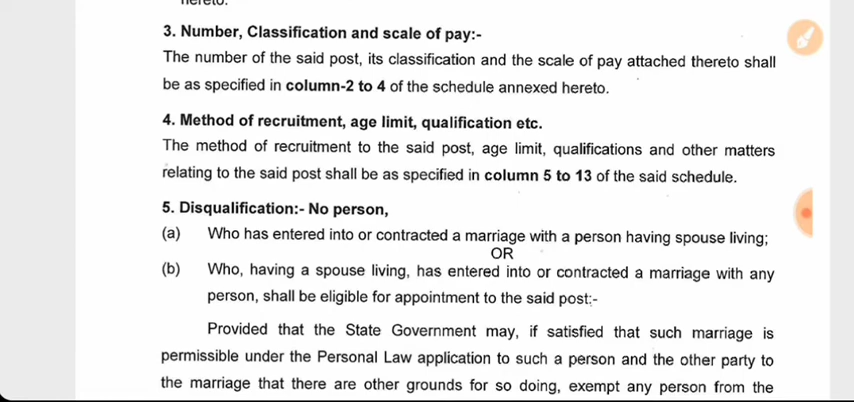 hereto.
3. Number, Classification and scale of pay:-
The number of the said post, its classification and the scale of pay attached thereto shall
be as specified in column-2 to 4 of the schedule annexed hereto.
4. Method of recruitment, age limit, qualification etc.
The method of recruitment to the said post, age limit, qualifications and other matters
relating to the said post shall be as specified in column 5 to 13 of the said schedule.
5. Disqualification:- No person,
(a) Who has entered into or contracted a marriage with a person having spouse living;
OR
(b) Who, having a spouse living, has entered into or contracted a marriage with any
person, shall be eligible for appointment to the said post:-
Provided that the State Government may, if satisfied that such marriage is
permissible under the Personal Law application to such a person and the other party to
the marriage that there are other grounds for so doing, exempt any person from the